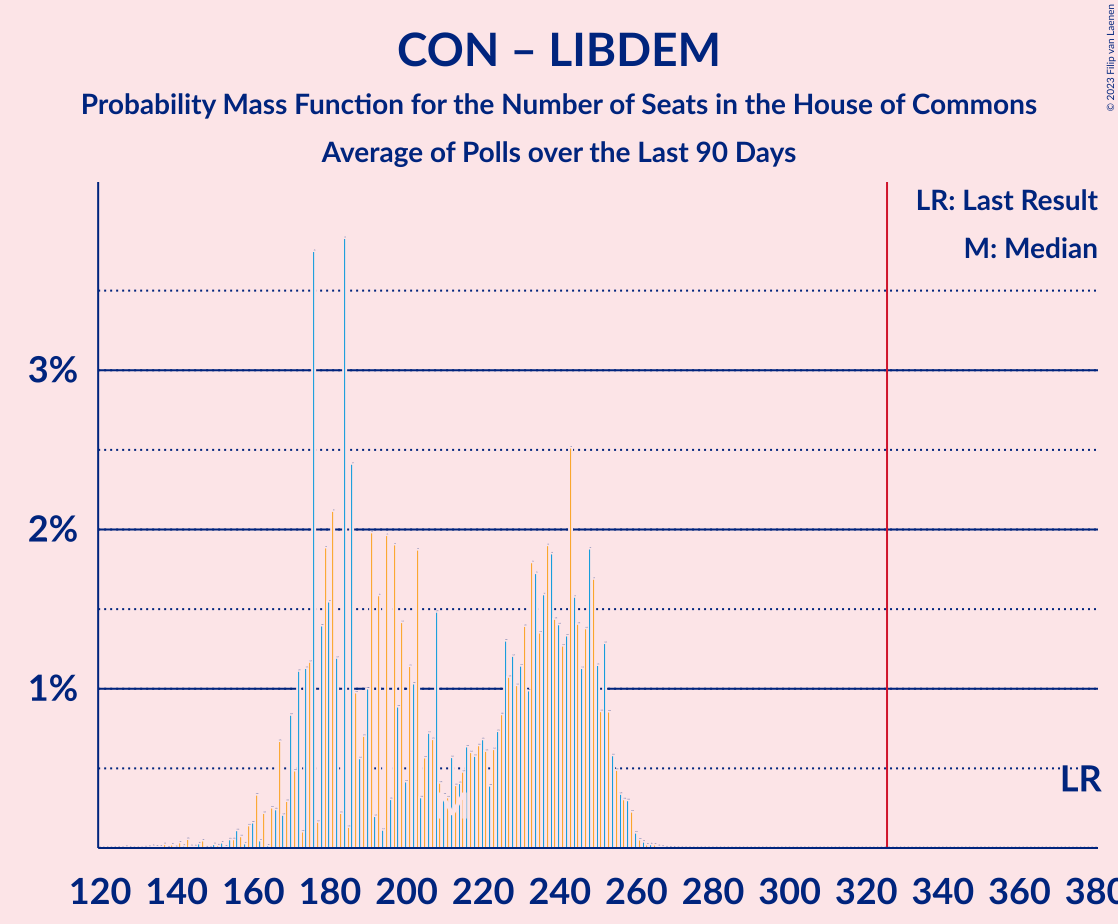 CON – LIBDEM
Probability Mass Function for the Number of Seats in the House of Commons
Average of Polls over the Last 90 Days
© 2023 Filip van Laenen
LR: Last Result
M: Median
3%
2%
1%
LR
120 140 160 180 200 220 240 260 280 300 320 340 360 380